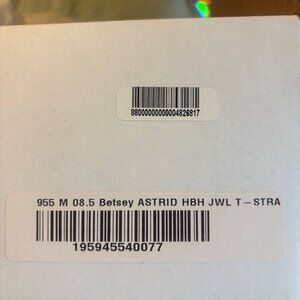 8800000000004826817
955 M 08.5 Betsey ASTRID HBH JWL T-STRA
195945540077